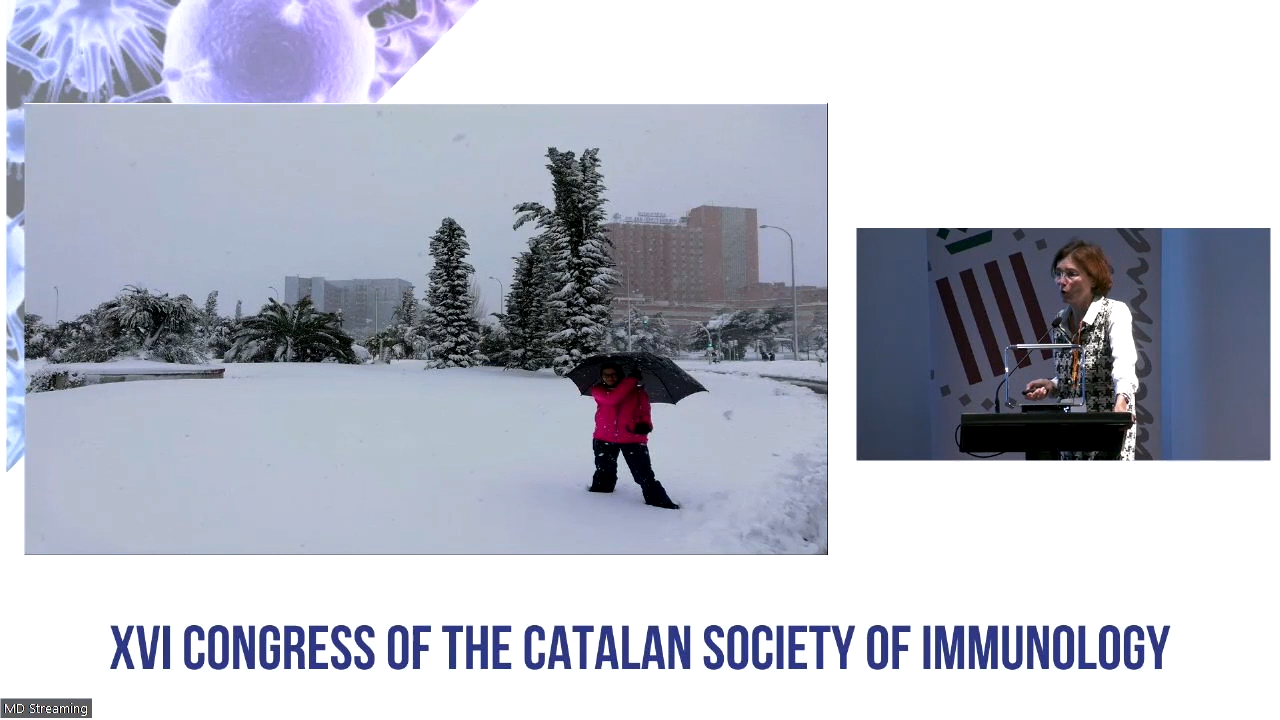 XVI CONGRESS OF THE CATALAN SOCIETY OF IMMUNOLOGY
MD Streaming